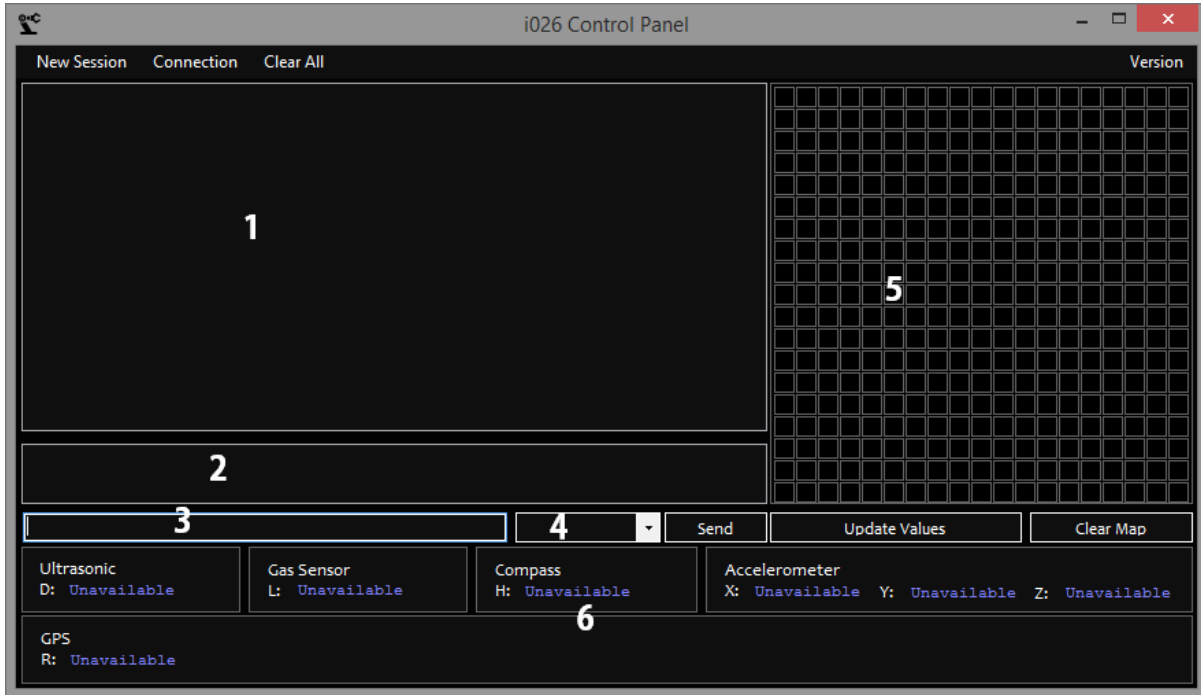 i026 Control Panel
New Session Connection Clear All Version
1
5
2
3 4 Send Update Values Clear Map
Ultrasonic Gas Sensor Compass Accelerometer
D: Unavailable L: Unavailable H: Unavailable X: Unavailable Y: Unavailable Z: Unavailable
6
GPS
R: Unavailable